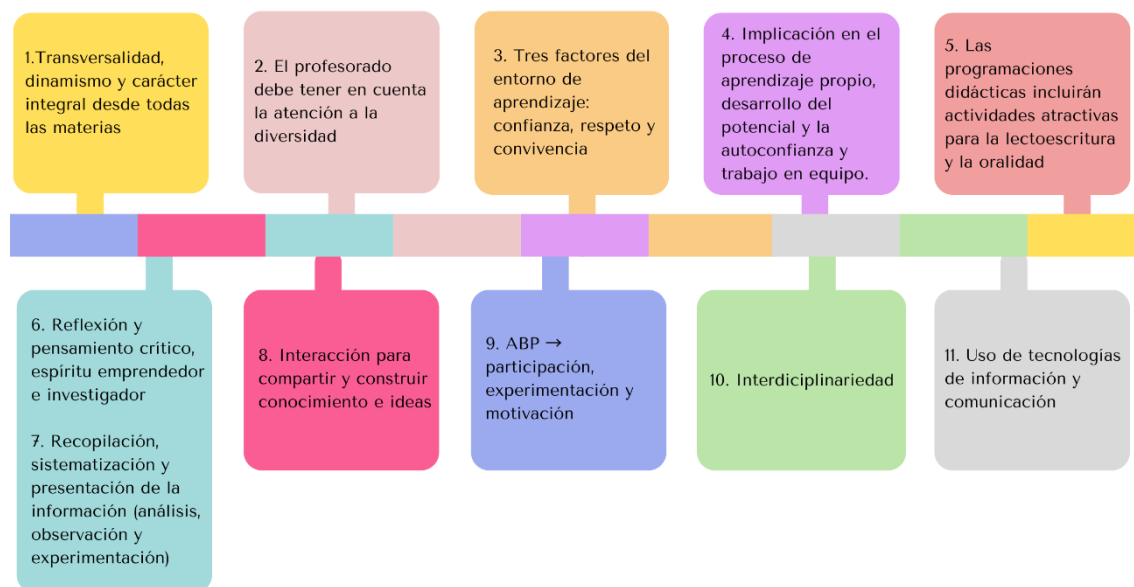 1.Transversalidad,
dinamismo y carácter
integral desde todas
las materias
2. El profesorado
debe tener en cuenta
la atención a la
diversidad
3. Tres factores del
entorno de
aprendizaje:
confianza, respeto y
convivencia
4. Implicación en el
proceso de
aprendizaje propio,
desarrollo del
potencial y la
autoconfianza y
trabajo en equipo.
5. Las
programaciones
didácticas incluirán
actividades atractivas
para la lectoescritura
y la oralidad
6. Reflexión y
pensamiento crítico,
espíritu emprendedor
e investigador
7. Recopilación,
sistematización y
presentación de la
información (análisis,
observación y
experimentación)
8. Interacción para
compartir y construir
conocimiento e ideas
9. ABP →
participación,
experimentación y
motivación
10. Interdiciplinariedad
11. Uso de tecnologías
de información y
comunicación